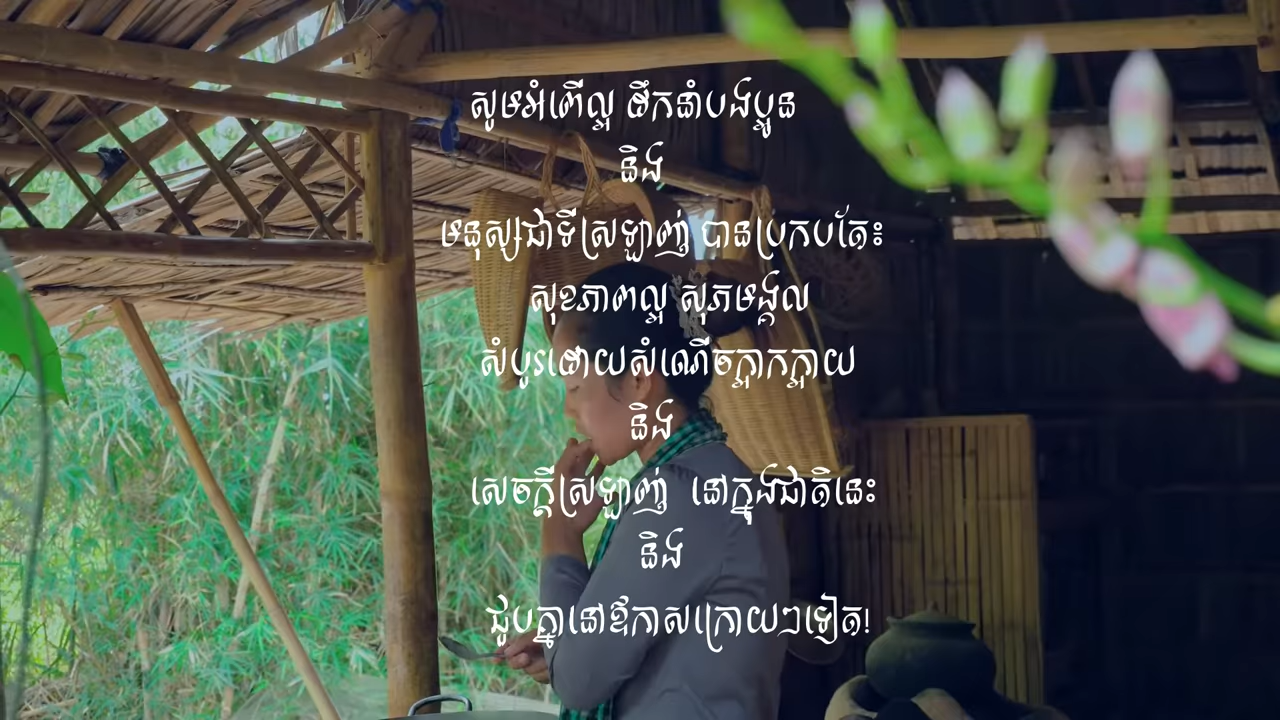 សូមអំពើល្អ ដឹកនាំបងប្អូន
និង
មនុស្សជាទីស្រឡាញ់ បានប្រកបតែ៖
សុខភាពល្អ សុភមង្គល
សំបូរដោយសំណើចក្អាកក្អាយ
និង
សេចក្ដីស្រឡាញ់ នៅក្នុងជាតិនេះ
និង
ជួបគ្នានៅឱកាសក្រោយៗទៀត!